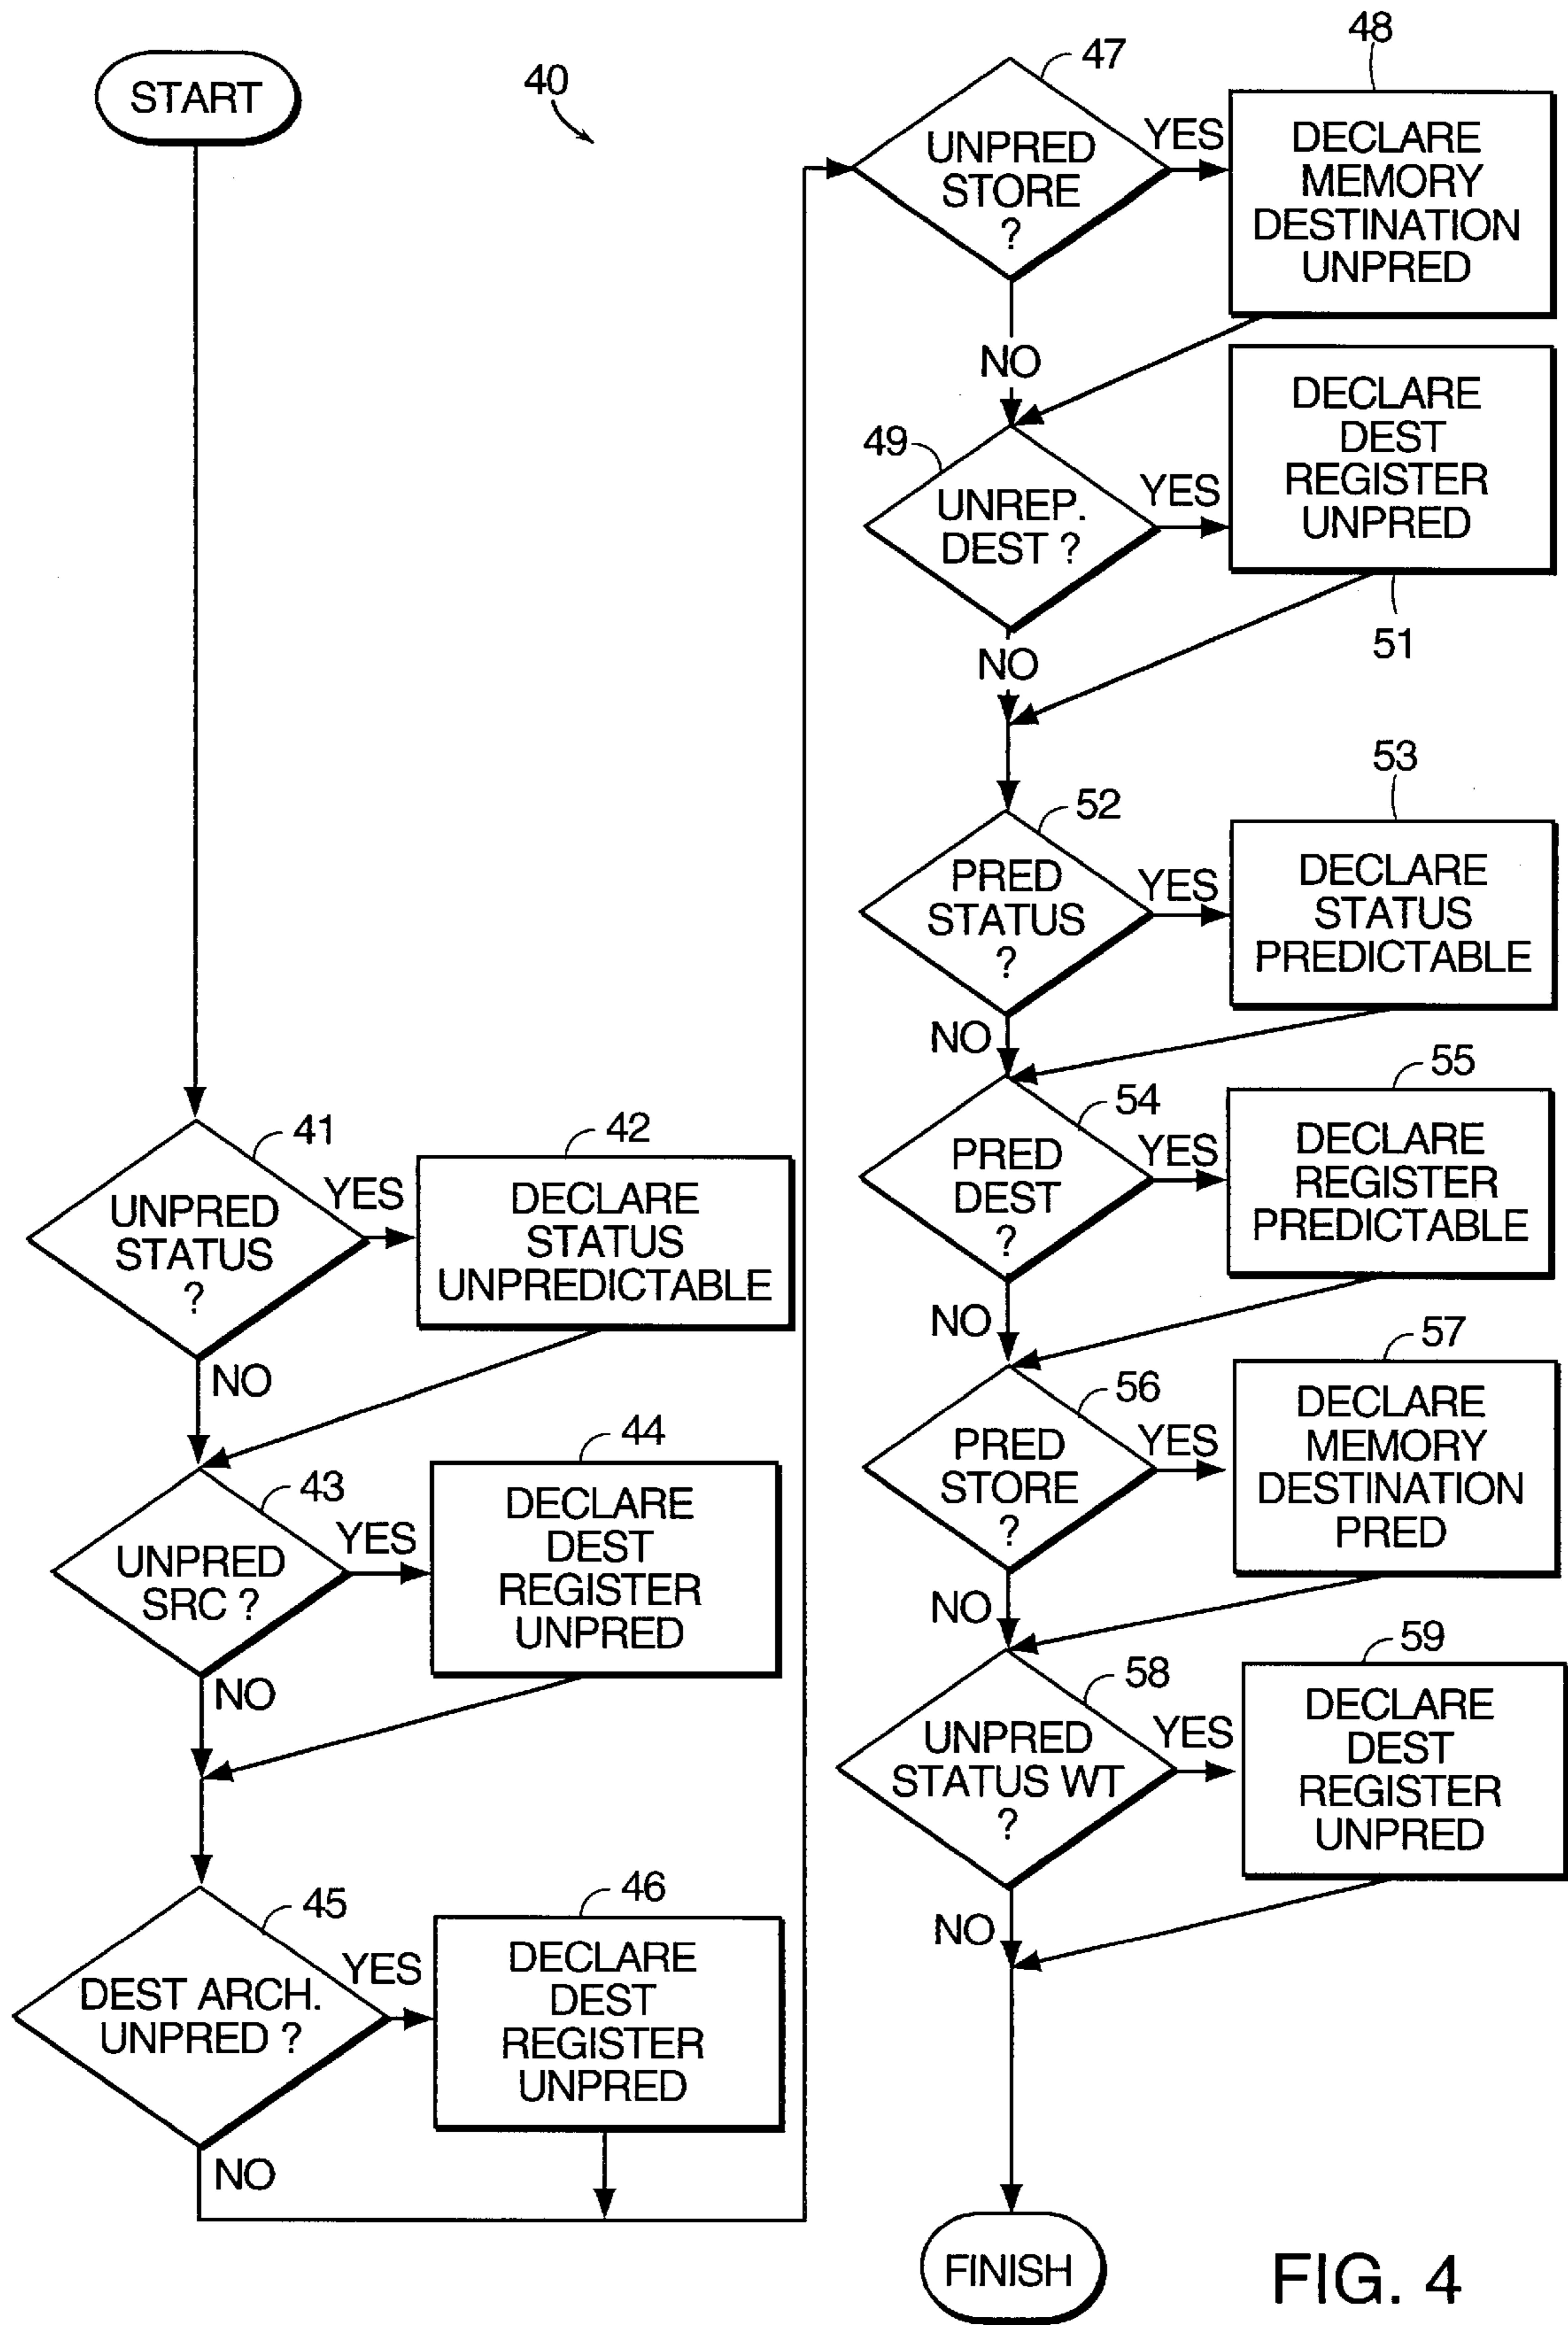 START
40
41
UNPRED
STATUS
?
YES
NO
42
DECLARE
STATUS
UNPREDICTABLE
43
UNPRED
SRC ?
YES
NO
44
DECLARE
DEST
REGISTER
UNPRED
45
DEST ARCH.
UNPRED ?
YES
NO
46
DECLARE
DEST
REGISTER
UNPRED
47
UNPRED
STORE
?
YES
NO
48
DECLARE
MEMORY
DESTINATION
UNPRED
49
UNREP.
DEST ?
YES
NO
DECLARE
DEST
REGISTER
UNPRED
51
52
PRED
STATUS
?
YES
NO
53
DECLARE
STATUS
PREDICTABLE
54
PRED
DEST
?
YES
NO
55
DECLARE
REGISTER
PREDICTABLE
56
PRED
STORE
?
YES
NO
57
DECLARE
MEMORY
DESTINATION
PRED
58
UNPRED
STATUS WT
?
YES
NO
59
DECLARE
DEST
REGISTER
UNPRED
FINISH
FIG. 4